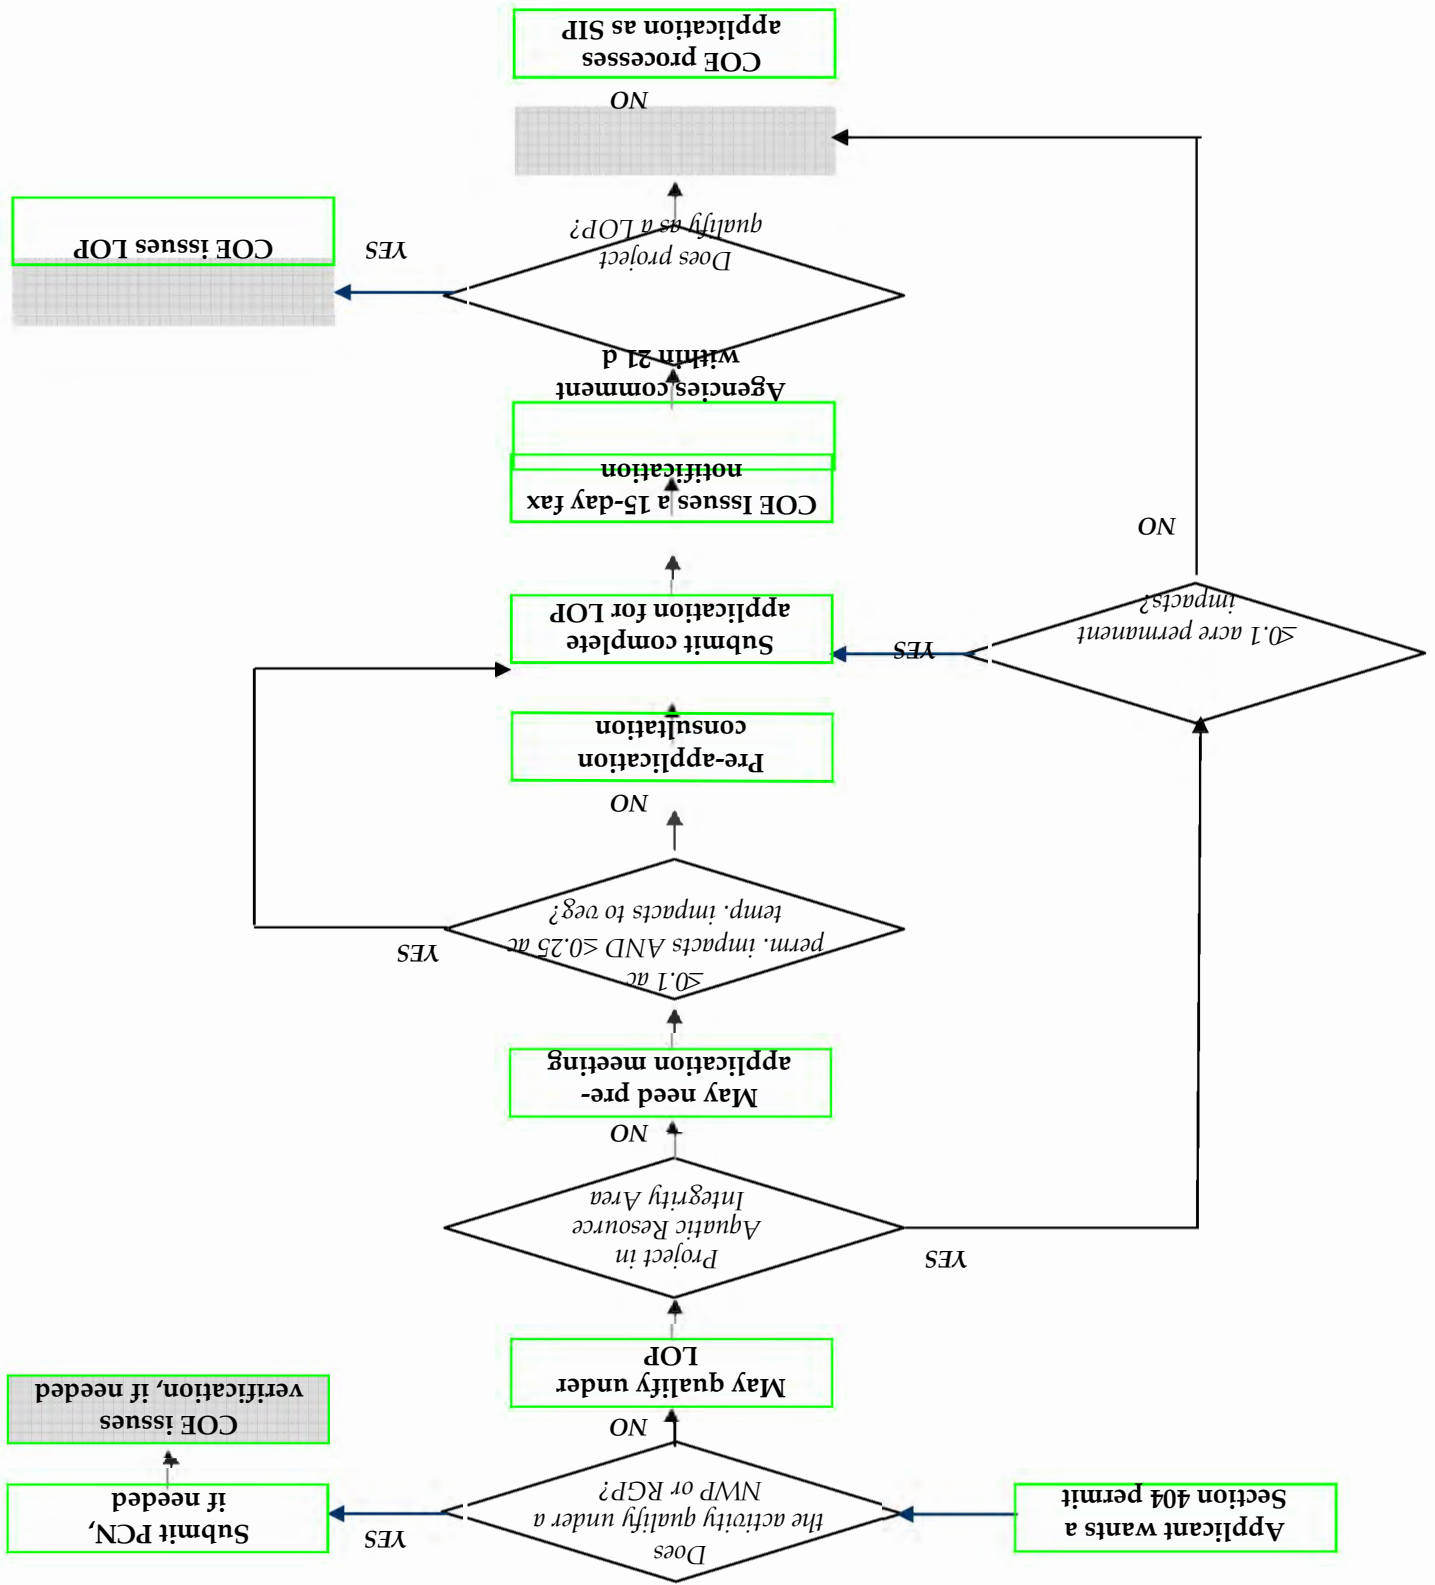 Applicant wants a
Section 404 permit
Does
the activity qualify under a
NWP or RGP?
YES
Submit PCN,
if needed
COE issues
verification, if needed
NO
May qualify under
LOP
Project in
Aquatic Resource
Integrity Area
YES
NO
May need pre-
application meeting
≤0.1 ac
perm. impacts AND ≤0.25 ac
temp. impacts to veg?
YES
NO
Pre-application
consultation
≤0.1 acre permanent
impacts?
YES
Submit complete
application for LOP
NO
COE Issues a 15-day fax
notification
Agencies comment
within 21 d
Does project
qualify as a LOP?
YES
COE issues LOP
NO
COE processes
application as SIP